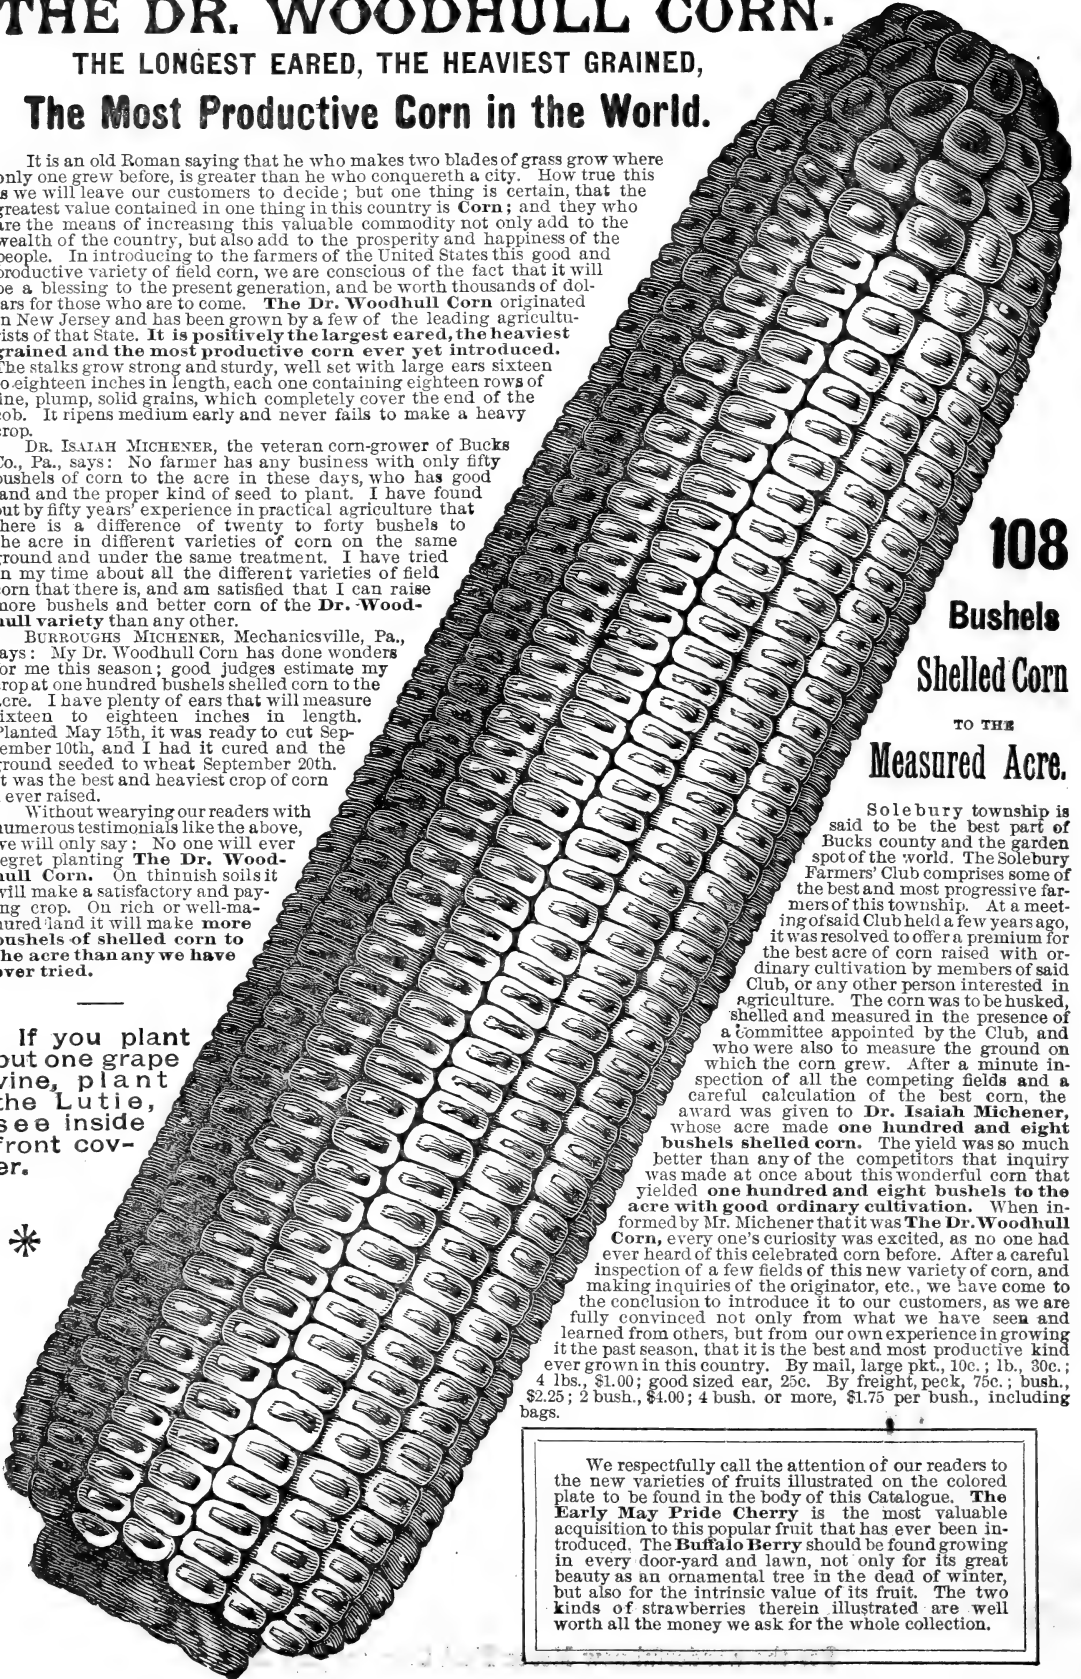 THE DR. WOODHULL CORN.
THE LONGEST EARED, THE HEAVIEST GRAINED,
The Most Productive Corn in the World.
It is an old Roman saying that he who makes two blades of grass grow where
only one grew before, is greater than he who conquereth a city. How true this
is we will leave our customers to decide; but one thing is certain, that the
greatest value contained in one thing in this country is Corn; and they who
are the means of increasing this valuable commodity not only add to the
wealth of the country, but also add to the prosperity and happiness of the
people. In introducing to the farmers of the United States this good and
productive variety of field corn, we are conscious of the fact that it will
be a blessing to the present generation, and be worth thousands of dol-
lars for those who are to come. The Dr. Woodhull Corn originated
in New Jersey and has been grown by a few of the leading agricultu-
rists of that State. It is positively the largest eared, the heaviest
grained and the most productive corn ever yet introduced.
The stalks grow strong and sturdy, well set with large ears sixteen
to eighteen inches in length, each one containing eighteen rows of
fine, plump, solid grains, which completely cover the end of the
cob. It ripens medium early and never fails to make a heavy
crop.
DR. ISAIAH MICHENER, the veteran corn-grower of Bucks
Co., Pa., says: No farmer has any business with only fifty
bushels of corn to the acre in these days, who has good
land and the proper kind of seed to plant. I have found
out by fifty years' experience in practical agriculture that
there is a difference of twenty to forty bushels to
the acre in different varieties of corn on the same
ground and under the same treatment. I have tried
in my time about all the different varieties of field
corn that there is, and am satisfied that I can raise
more bushels and better corn of the Dr. Wood-
hull variety than any other.
BURROUGHS MICHENER, Mechanicsville, Pa.,
says: My Dr. Woodhull Corn has done wonders
for me this season; good judges estimate my
crop at one hundred bushels shelled corn to the
acre. I have plenty of ears that will measure
sixteen to eighteen inches in length.
Planted May 15th, it was ready to cut Sep-
tember 10th, and I had it cured and the
ground seeded to wheat September 20th.
It was the best and heaviest crop of corn
I ever raised.
Without wearying our readers with
numerous testimonials like the above,
we will only say: No one will ever
regret planting The Dr. Wood-
hull Corn. On thinnish soils it
will make a satisfactory and pay-
ing crop. On rich or well-ma-
nured land it will make more
bushels of shelled corn to
the acre than any we have
ever tried.
If you plant
but one grape
vine, plant
the Lutie,
see inside
front cov-
er.
108
Bushels
Shelled Corn
TO THE
Measured Acre.
Solebury township is
said to be the best part of
Bucks county and the garden
spot of the world. The Solebury
Farmers' Club comprises some of
the best and most progressive far-
mers of this township. At a meet-
ing of said Club held a few years ago,
it was resolved to offer a premium for
the best acre of corn raised with or-
dinary cultivation by members of said
Club, or any other person interested in
agriculture. The corn was to be husked,
shelled and measured in the presence of
a committee appointed by the Club, and
who were also to measure the ground on
which the corn grew. After a minute in-
spection of all the competing fields and a
careful calculation of the best corn, the
award was given to Dr. Isaiah Michener,
whose acre made one hundred and eight
bushels shelled corn. The yield was so much
better than any of the competitors that inquiry
was made at once about this wonderful corn that
yielded one hundred and eight bushels to the
acre with good ordinary cultivation. When in-
formed by Mr. Michener that it was The Dr. Woodhull
Corn, every one's curiosity was excited, as no one had
ever heard of this celebrated corn before. After a careful
inspection of a few fields of this new variety of corn, and
making inquiries of the originator, etc., we have come to
the conclusion to introduce it to our customers, as we are
fully convinced not only from what we have seen and
learned from others, but from our own experience in growing
it the past season, that it is the best and most productive kind
ever grown in this country. By mail, large pkt., 10c.; lb., 30c.;
4 lbs., $1.00; good sized ear, 25c. By freight, peck, 75c.; bush.,
$2.25; 2 bush., $4.00; 4 bush. or more, $1.75 per bush., including
bags.
We respectfully call the attention of our readers to
the new varieties of fruits illustrated on the colored
plate to be found in the body of this Catalogue. The
Early May Pride Cherry is the most valuable
acquisition to this popular fruit that has ever been in-
troduced. The Buffalo Berry should be found growing
in every door-yard and lawn, not only for its great
beauty as an ornamental tree in the dead of winter,
but also for the intrinsic value of its fruit. The two
kinds of strawberries therein illustrated are well
worth all the money we ask for the whole collection.